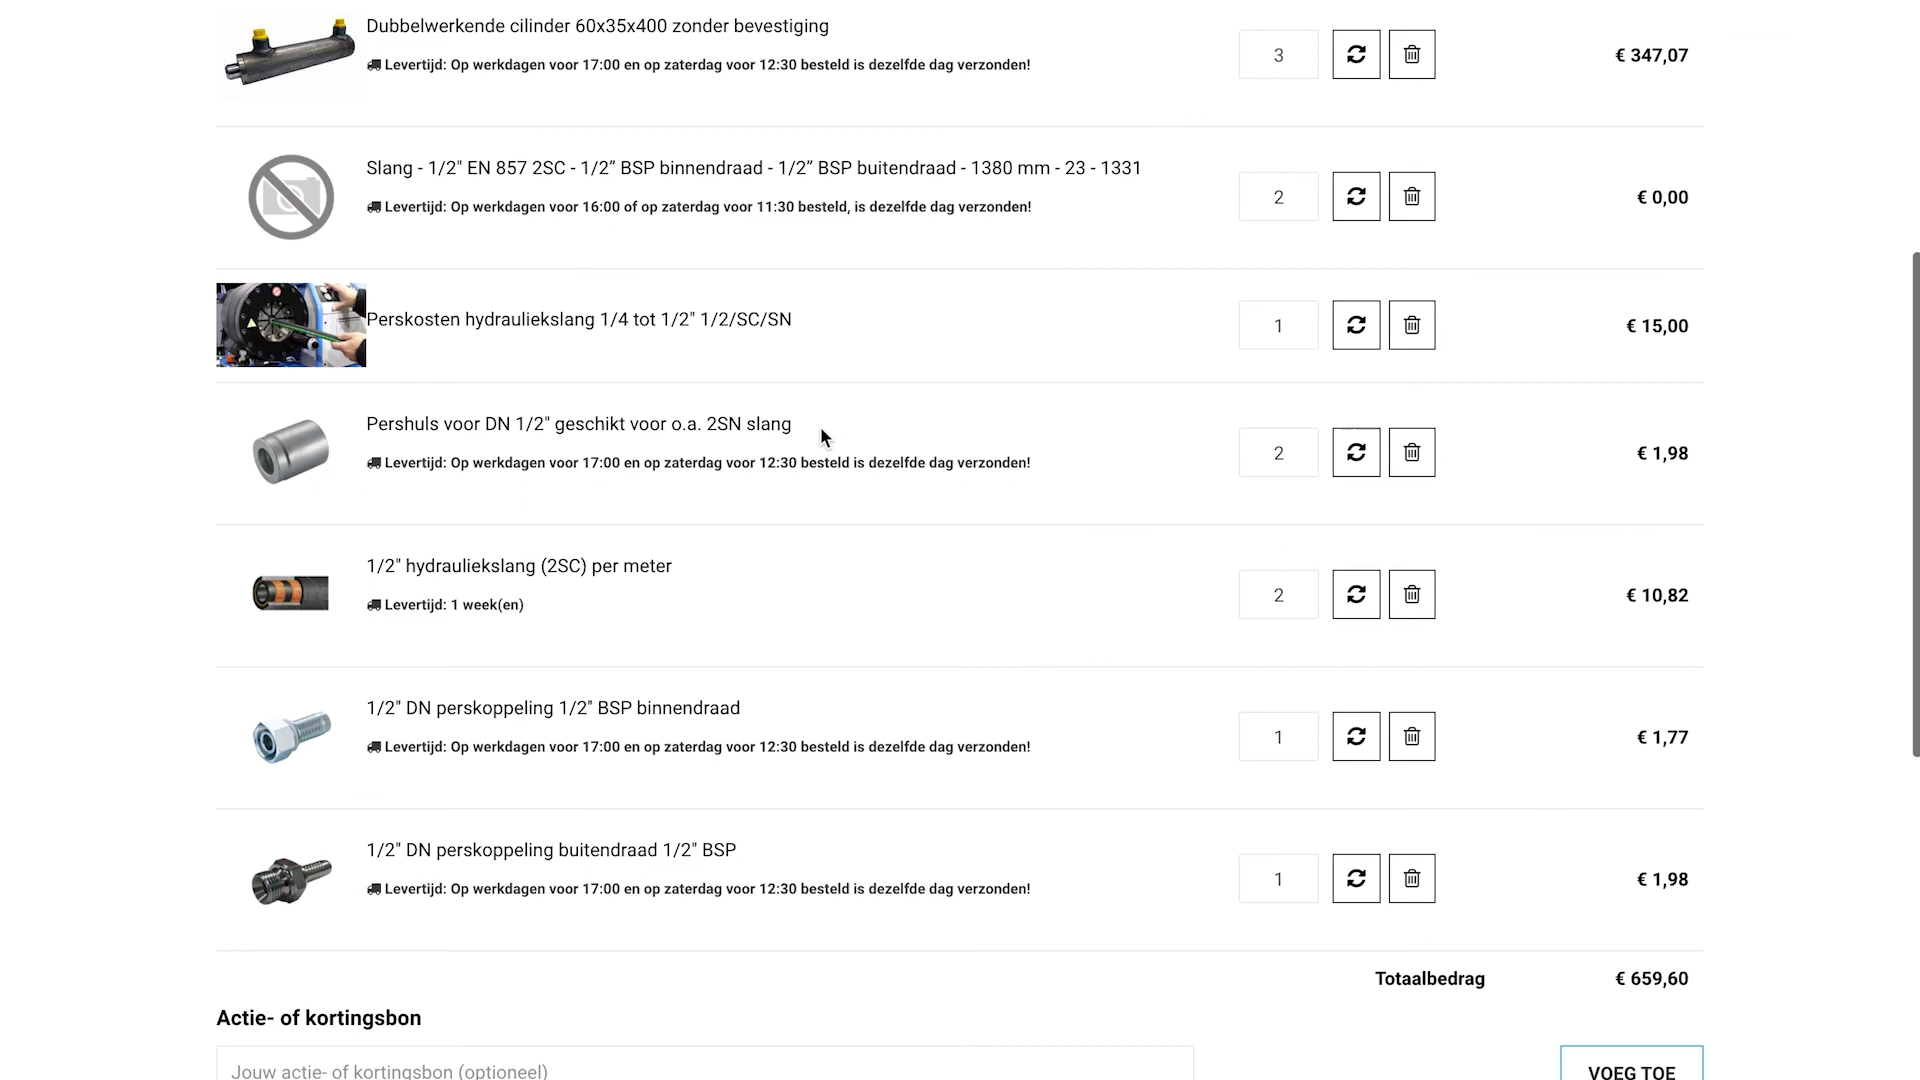 Dubbelwerkende cilinder 60x35x400 zonder bevestiging
Levertijd: Op werkdagen voor 17:00 en op zaterdag voor 12:30 besteld is dezelfde dag verzonden!
3
€ 347,07
Slang - 1/2" EN 857 2SC - 1/2” BSP binnendraad - 1/2” BSP buitendraad - 1380 mm - 23 - 1331
Levertijd: Op werkdagen voor 16:00 of op zaterdag voor 11:30 besteld, is dezelfde dag verzonden!
2
€ 0,00
Perskosten hydrauliekslang 1/4 tot 1/2" 1/2/SC/SN
1
€ 15,00
Pershuls voor DN 1/2" geschikt voor o.a. 2SN slang
Levertijd: Op werkdagen voor 17:00 en op zaterdag voor 12:30 besteld is dezelfde dag verzonden!
2
€ 1,98
1/2" hydrauliekslang (2SC) per meter
Levertijd: 1 week(en)
2
€ 10,82
1/2" DN perskoppeling 1/2" BSP binnendraad
Levertijd: Op werkdagen voor 17:00 en op zaterdag voor 12:30 besteld is dezelfde dag verzonden!
1
€ 1,77
1/2" DN perskoppeling buitendraad 1/2" BSP
Levertijd: Op werkdagen voor 17:00 en op zaterdag voor 12:30 besteld is dezelfde dag verzonden!
1
€ 1,98
Totaalbedrag € 659,60
Actie- of kortingsbon
Jouw actie- of kortingsbon (optioneel)
VOEG TOE